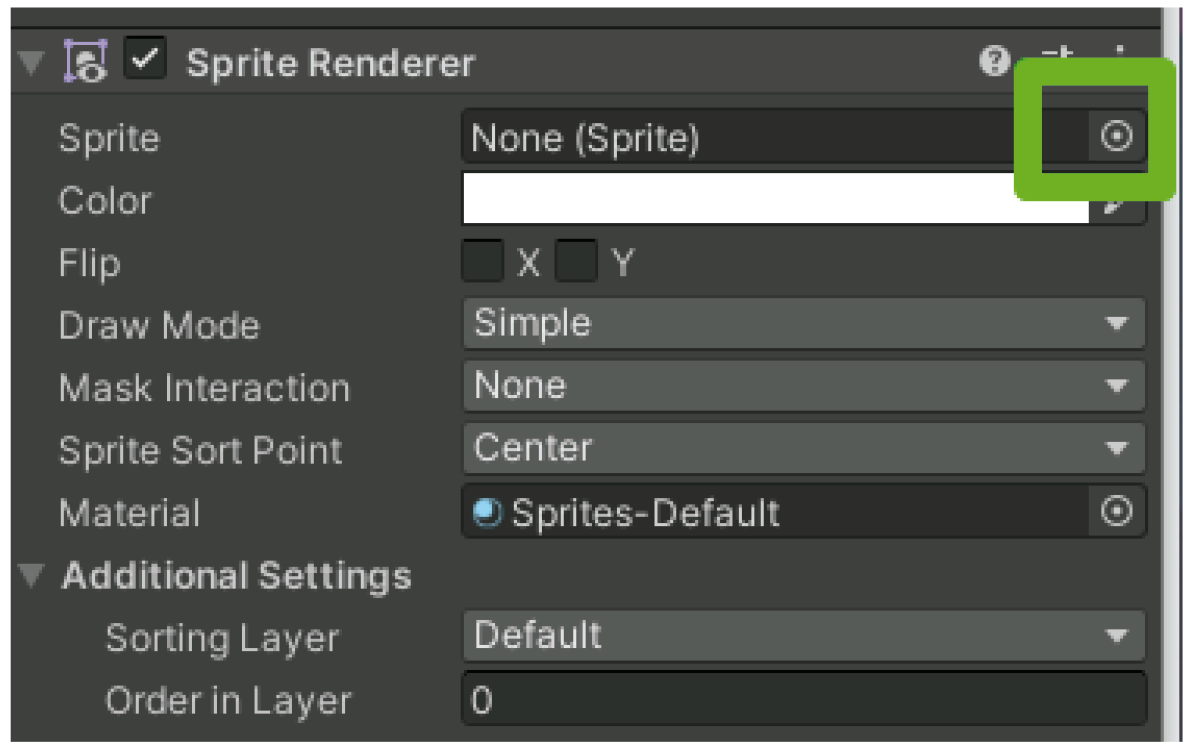 Sprite Renderer
Sprite None (Sprite)
Color
Flip X Y
Draw Mode Simple
Mask Interaction None
Sprite Sort Point Center
Material Sprites-Default
Additional Settings
Sorting Layer Default
Order in Layer 0